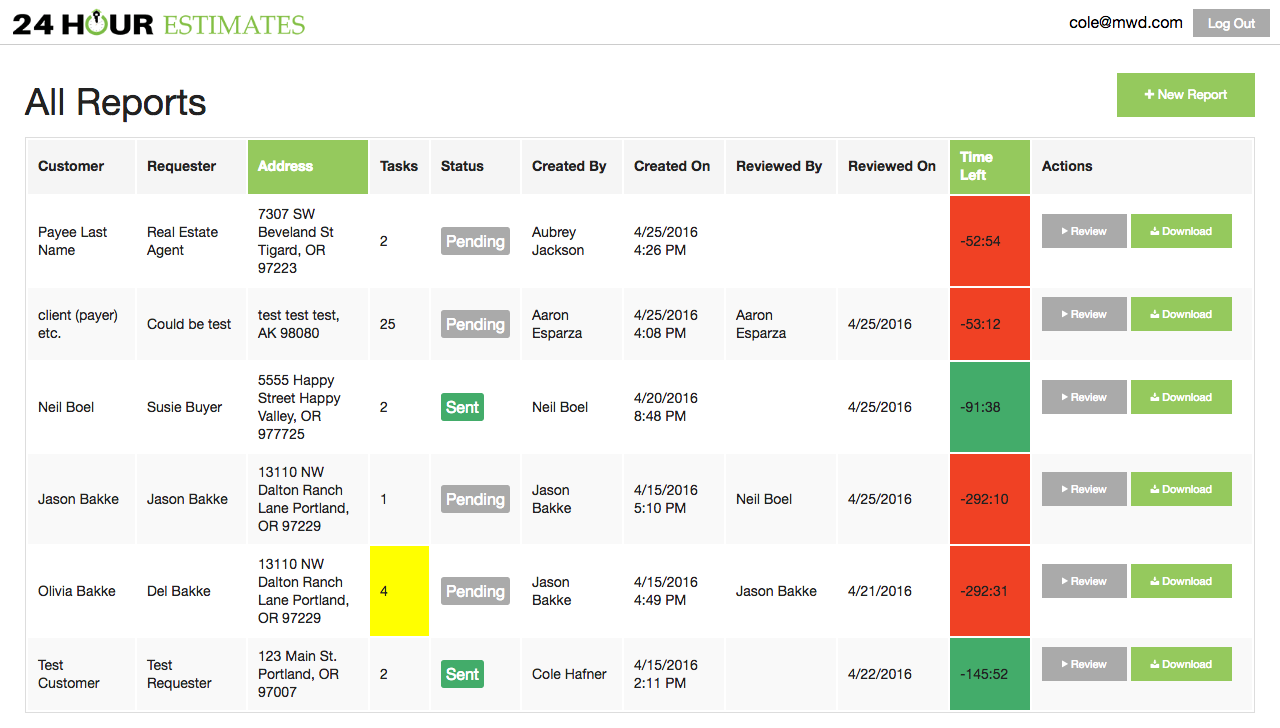 24 HOUR ESTIMATES
cole@mwd.com
Log Out
All Reports
New Report
Customer Requester Address Tasks Status Created By Created On Reviewed By Reviewed On Time Left Actions
Payee Last Name
Real Estate Agent
7307 SW
Beveland St
Tigard, OR
97223
2
Pending
Aubrey
Jackson
4/25/2016
4:26 PM
-52:54
Review
Download
client (payer)
etc.
Could be test
test test test,
AK 98080
25
Pending
Aaron
Esparza
4/25/2016
4:08 PM
Aaron
Esparza
4/25/2016
-53:12
Review
Download
Neil Boel
Susie Buyer
5555 Happy
Street Happy
Valley, OR
977725
2
Sent
Neil Boel
4/20/2016
8:48 PM
4/25/2016
-91:38
Review
Download
Jason Bakke
Jason Bakke
13110 NW
Dalton Ranch
Lane Portland,
OR 97229
1
Pending
Jason
Bakke
4/15/2016
5:10 PM
Neil Boel
4/25/2016
-292:10
Review
Download
Olivia Bakke
Del Bakke
13110 NW
Dalton Ranch
Lane Portland,
OR 97229
4
Pending
Jason
Bakke
4/15/2016
4:49 PM
Jason Bakke
4/21/2016
-292:31
Review
Download
Test
Customer
Test
Requester
123 Main St.
Portland, OR
97007
2
Sent
Cole Hafner
4/15/2016
2:11 PM
4/22/2016
-145:52
Review
Download